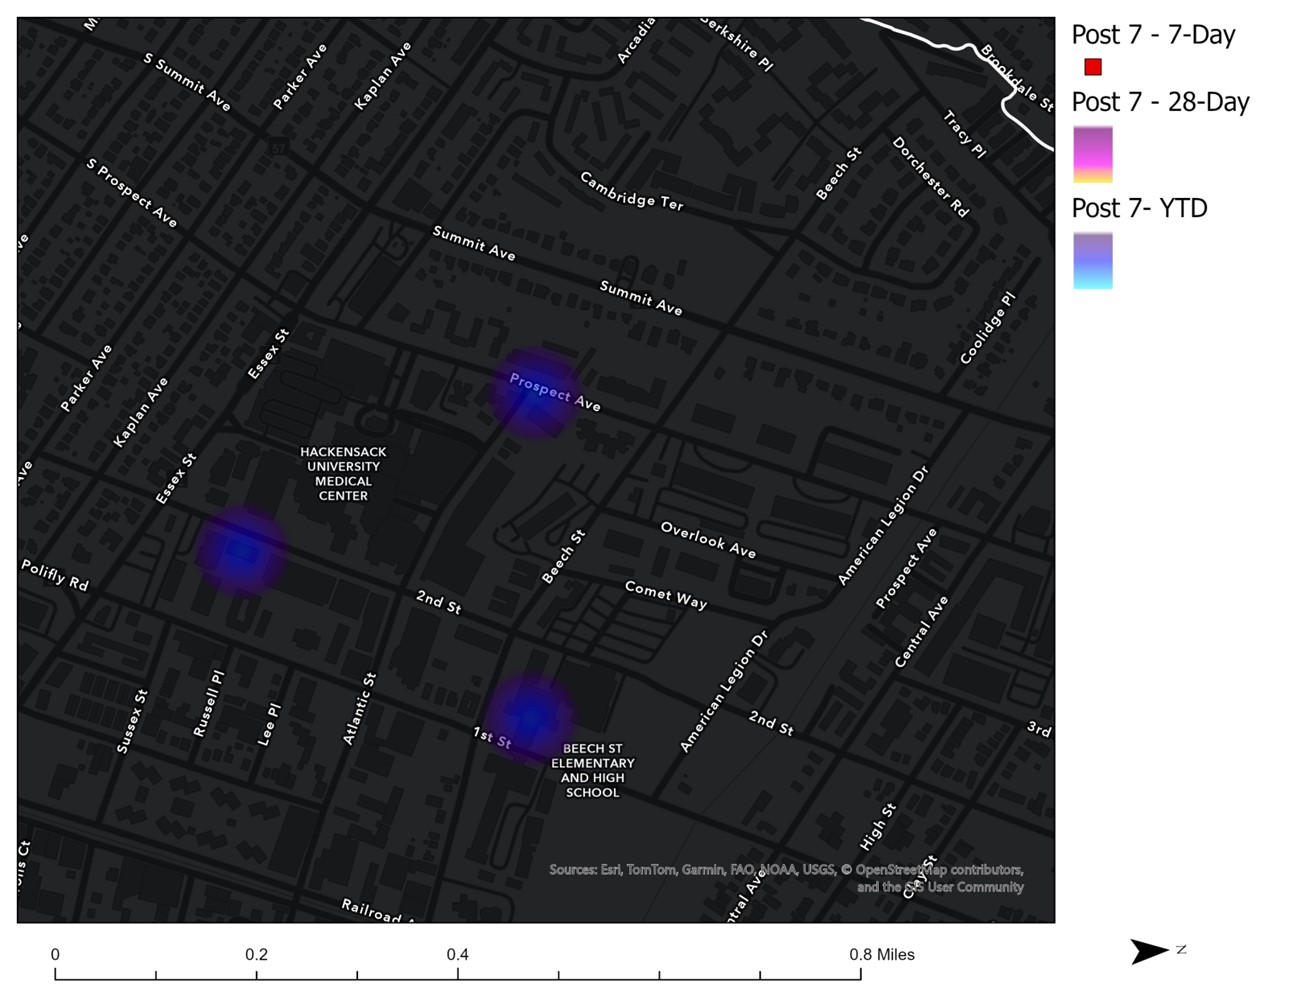 Post 7 - 7-Day
Post 7 - 28-Day
Post 7- YTD
Arcadia
Berkshire Pl
Brookdale St
S Summit Ave
Parker Ave
Kaplan Ave
Tracy Pl
57
Beech St
Dorchester Rd
S Prospect Ave
Cambridge Ter
Summit Ave
Summit Ave
Coolidge Pl
Essex St
Parker Ave
Kaplan Ave
Prospect Ave
HACKENSACK
UNIVERSITY
MEDICAL
CENTER
Essex St
Ave
American Legion Dr
Overlook Ave
Beech St
Prospect Ave
Polifly Rd
Comet Way
2nd St
Central Ave
American Legion Dr
Sussex St
Russell Pl
Lee Pl
Atlantic St
1st St
2nd St
3rd
BEECH ST
ELEMENTARY
AND HIGH
SCHOOL
High St
Sources: Esri, TomTom, Garmin, FAO, NOAA, USGS, © OpenStreetMap contributors,
and the GIS User Community
ntral Ave
Railroad
0 0.2 0.4 0.8 Miles
N